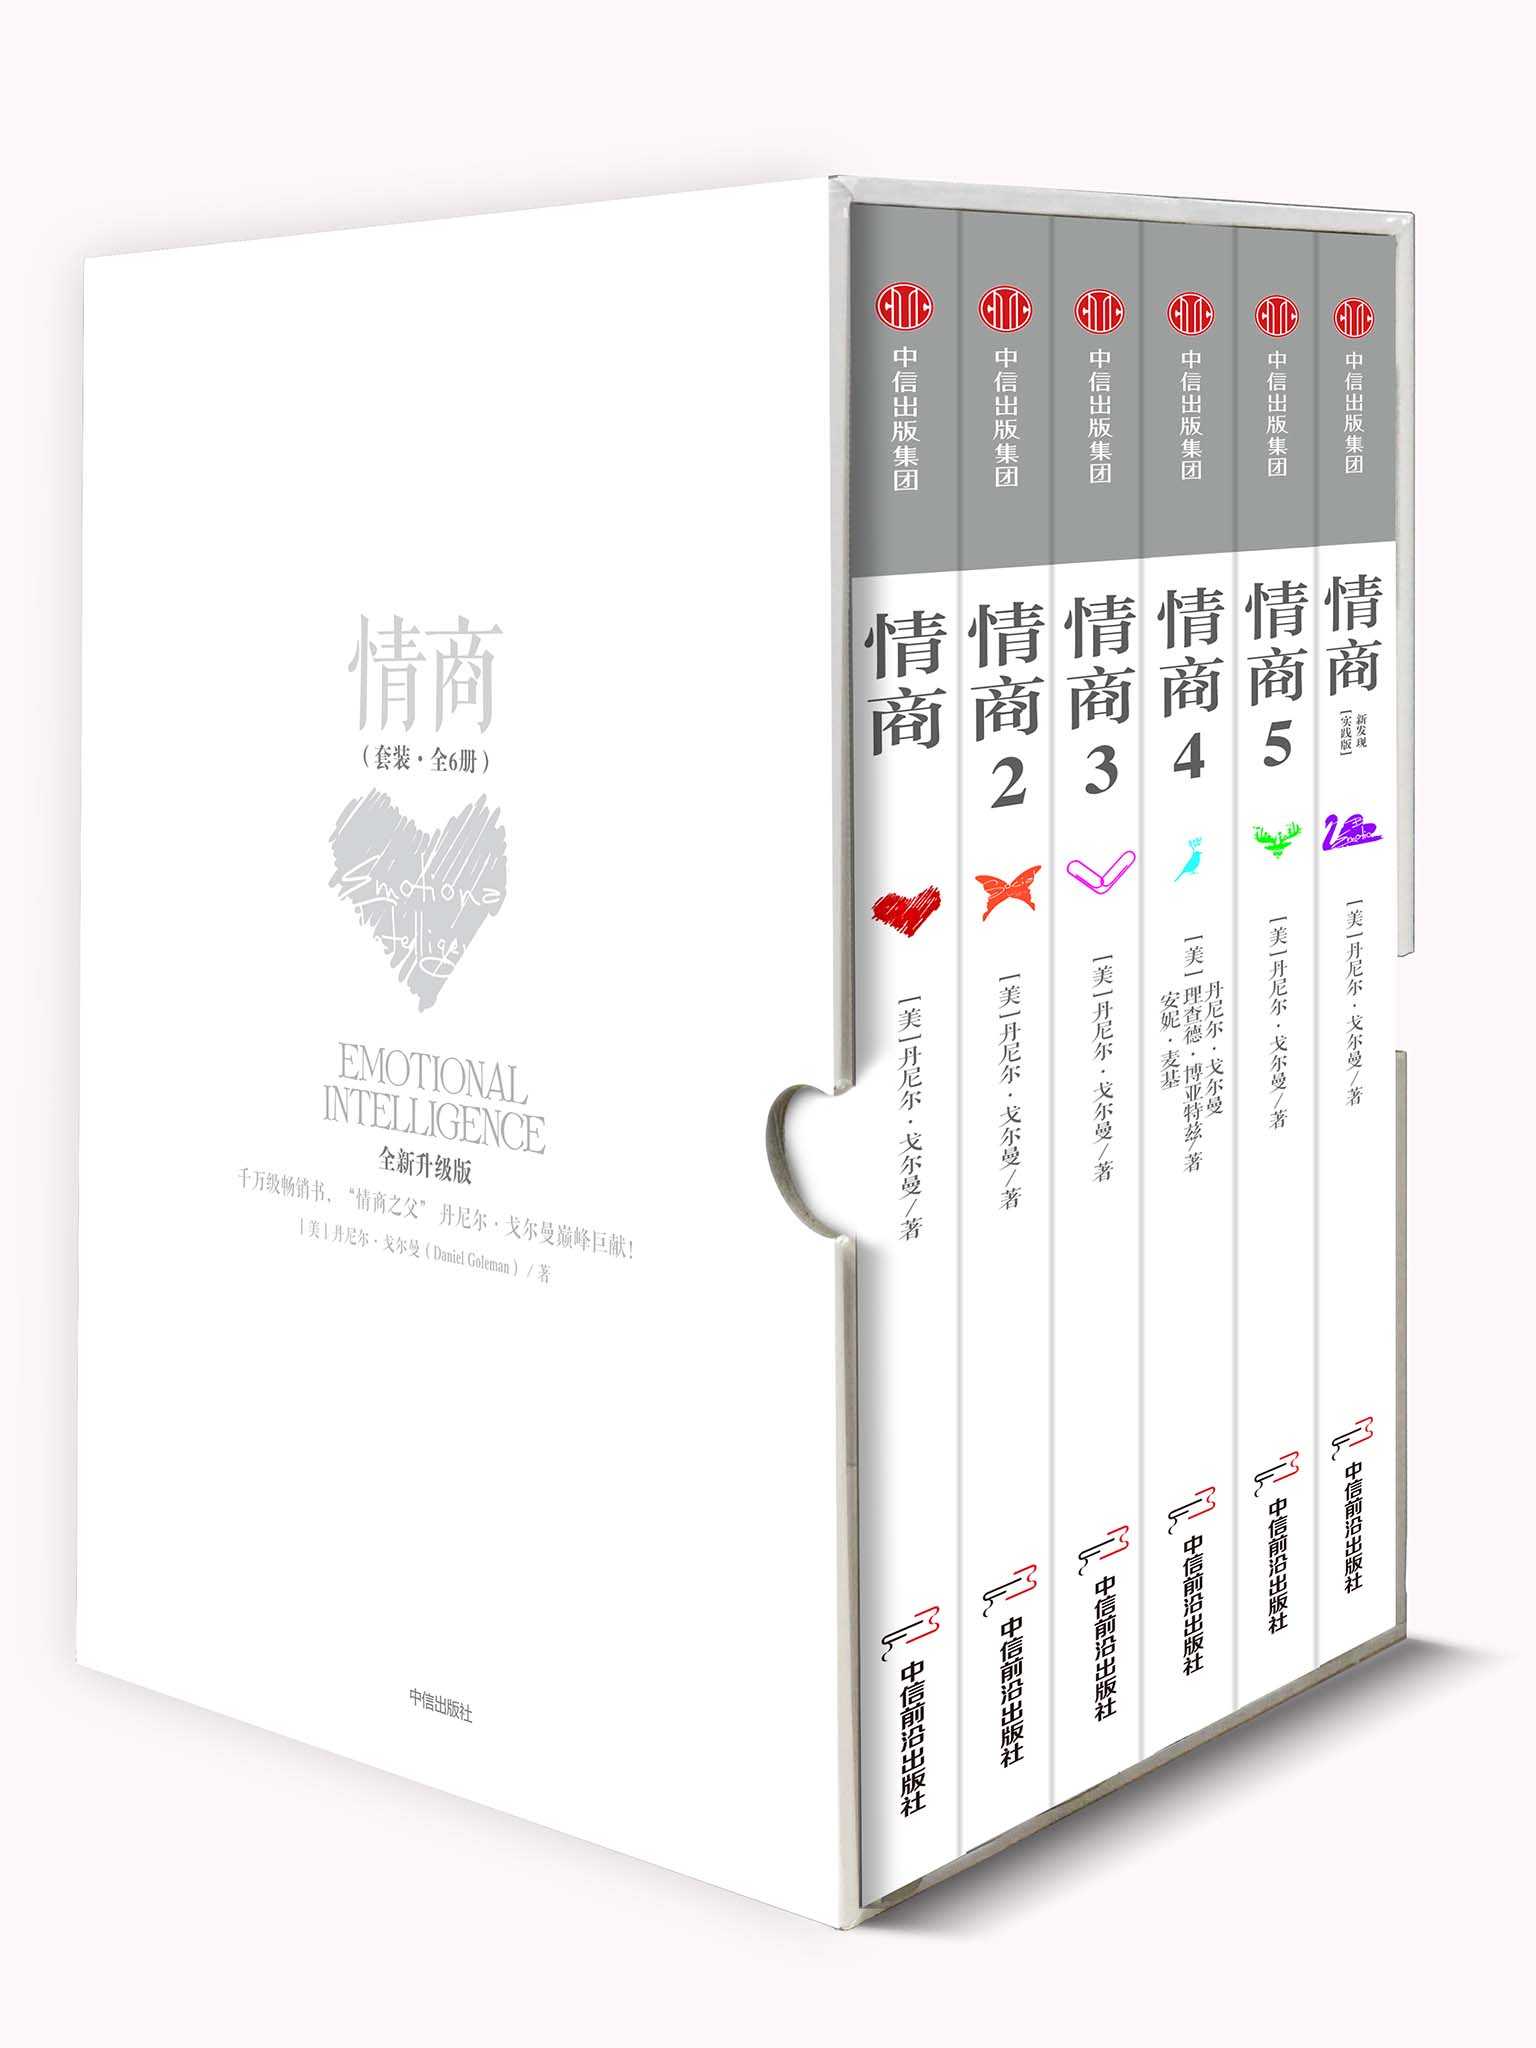 情商
（套装·全6册）
Emotional
Intelligen
EMOTIONAL
INTELLIGENCE
全新升级版
千万级畅销书，“情商之父”丹尼尔·戈尔曼巅峰巨献！
［美］丹尼尔·戈尔曼（Daniel Goleman）/著
中信出版社
中信出版集团
情商
［美］丹尼尔·戈尔曼/著
中信前沿出版社
中信出版集团
情商
2
［美］丹尼尔·戈尔曼/著
中信前沿出版社
中信出版集团
情商
3
［美］丹尼尔·戈尔曼/著
中信前沿出版社
中信出版集团
情商
4
［美］
丹尼尔·戈尔曼
理查德·博亚特兹/著
安妮·麦基
中信前沿出版社
中信出版集团
情商
5
［美］丹尼尔·戈尔曼/著
中信前沿出版社
中信出版集团
情商
新发现
［实践版］
［美］丹尼尔·戈尔曼/著
中信前沿出版社